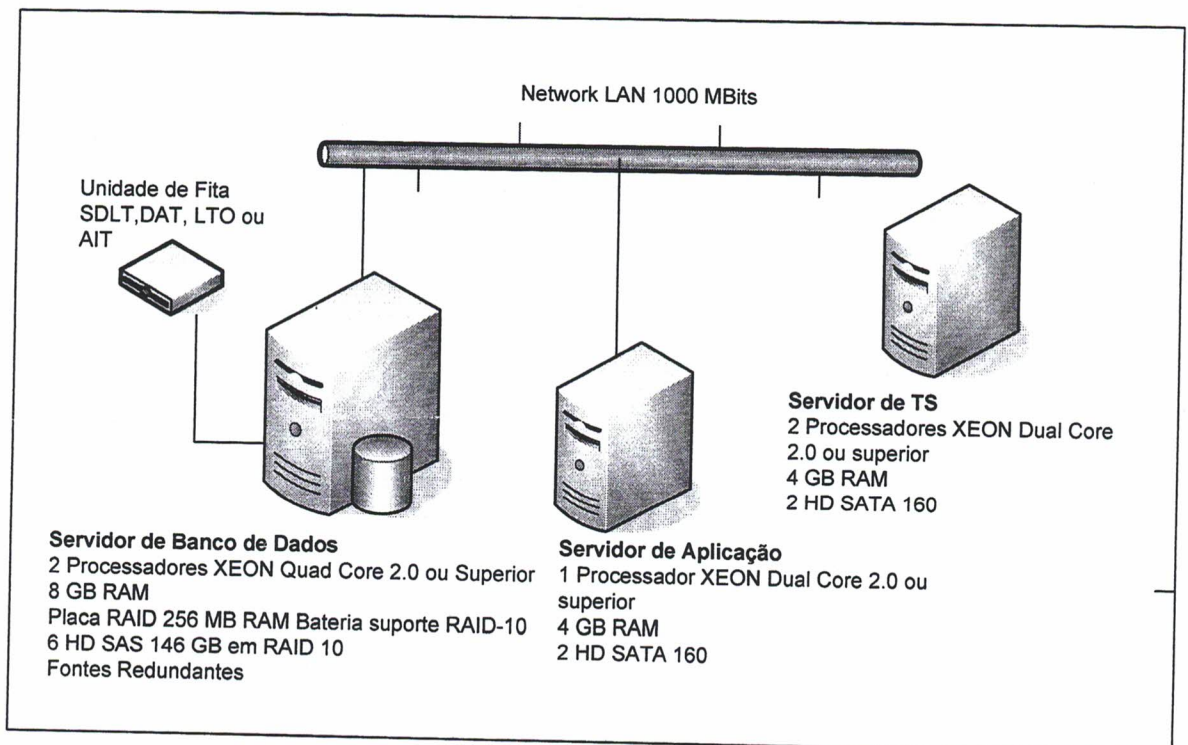 Network LAN 1000 MBits
Unidade de Fita
SDLT,DAT, LTO ou
AIT
Servidor de TS
2 Processadores XEON Dual Core
2.0 ou superior
4 GB RAM
2 HD SATA 160
Servidor de Banco de Dados
2 Processadores XEON Quad Core 2.0 ou Superior
8 GB RAM
Placa RAID 256 MB RAM Bateria suporte RAID-10
6 HD SAS 146 GB em RAID 10
Fontes Redundantes
Servidor de Aplicação
1 Processador XEON Dual Core 2.0 ou
superior
4 GB RAM
2 HD SATA 160